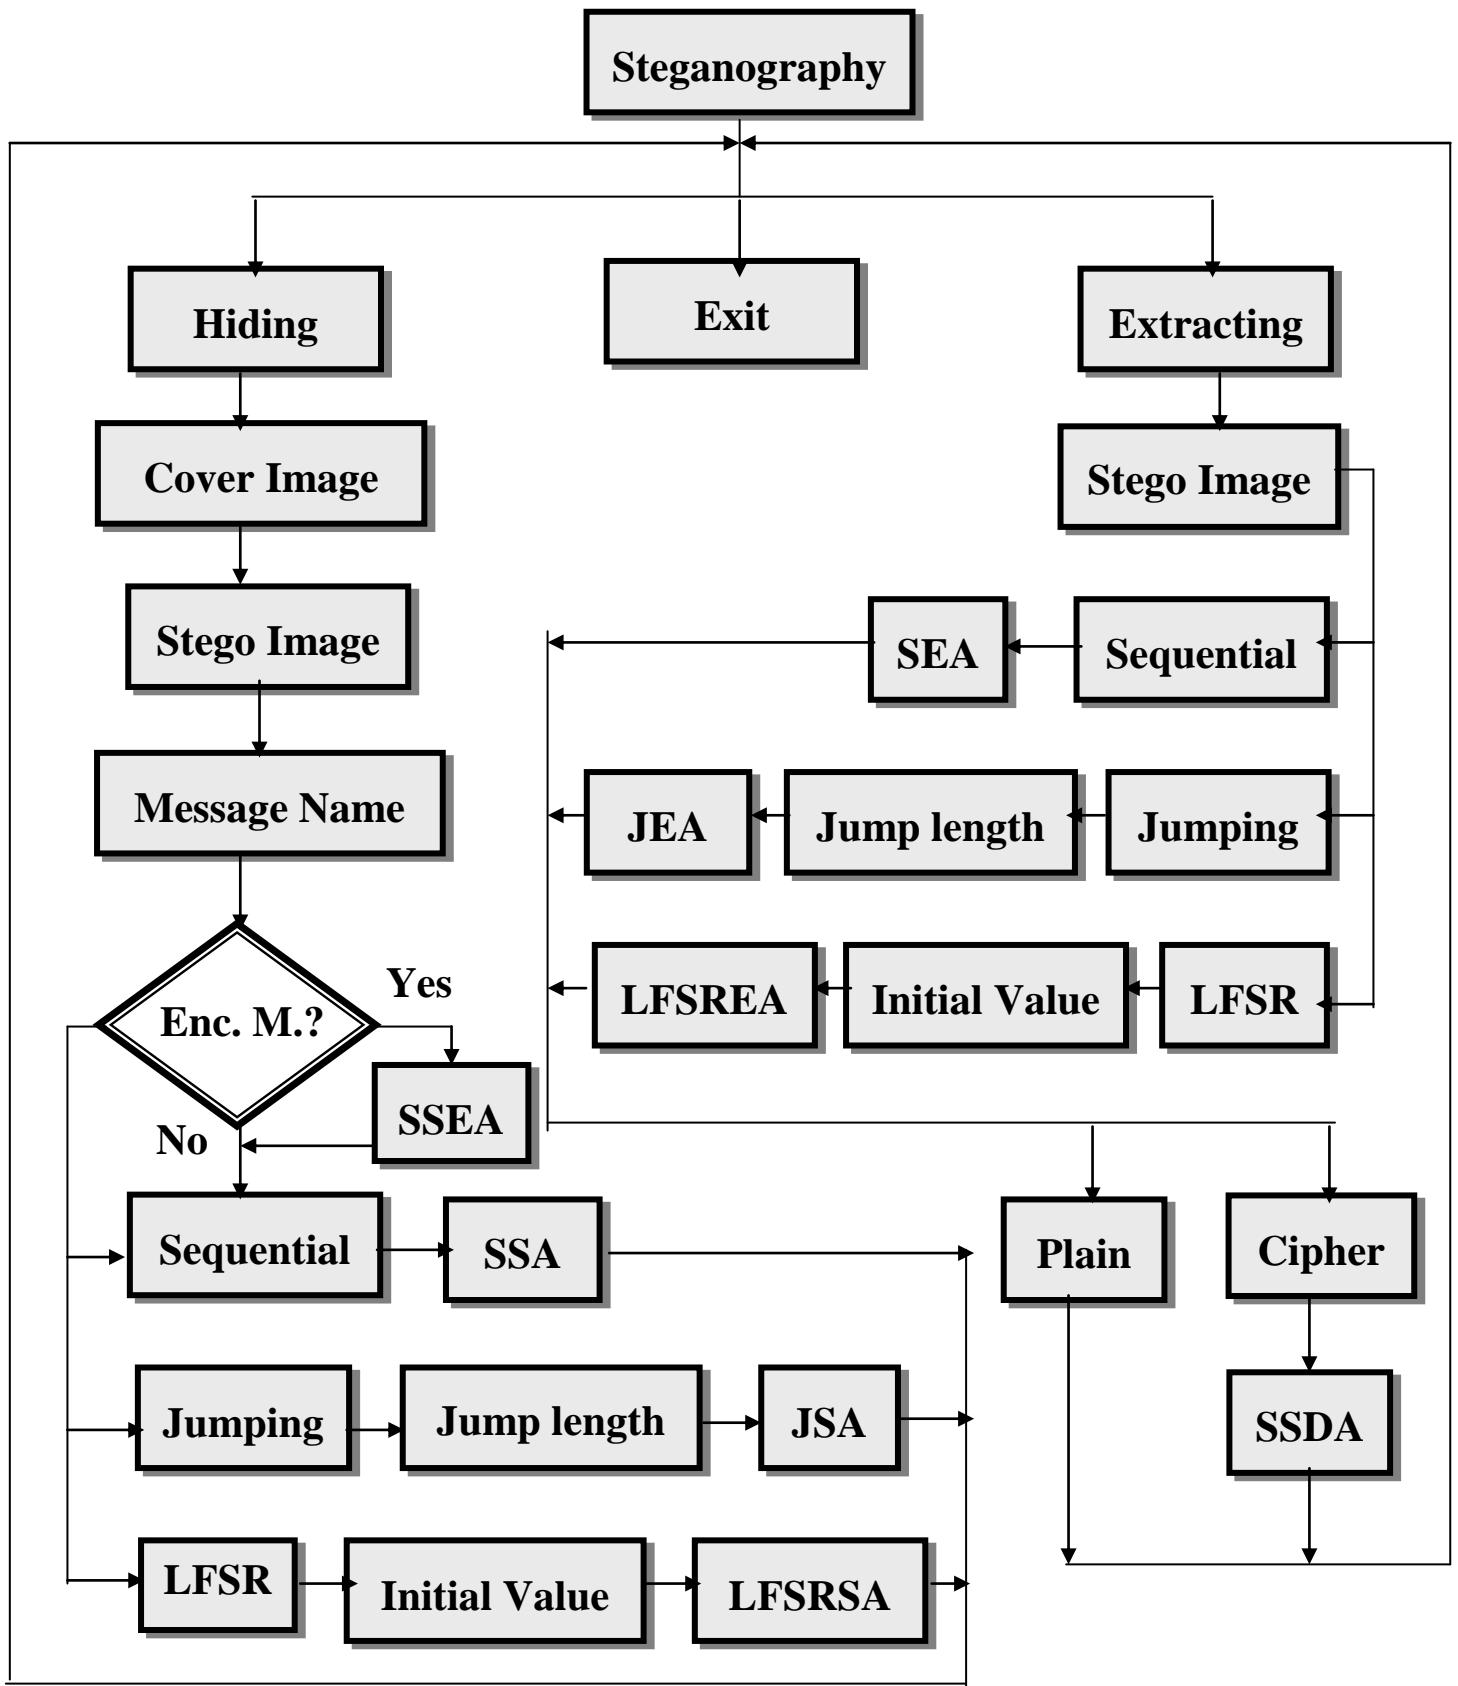 Steganography
Hiding
Exit
Extracting
Cover Image
Stego Image
Stego Image
SEA
Sequential
Message Name
JEA
Jump length
Jumping
Yes
Enc. M.?
LFSREA
Initial Value
LFSR
SSEA
No
Sequential
SSA
Plain
Cipher
Jumping
Jump length
JSA
SSDA
LFSR
Initial Value
LFSRSA